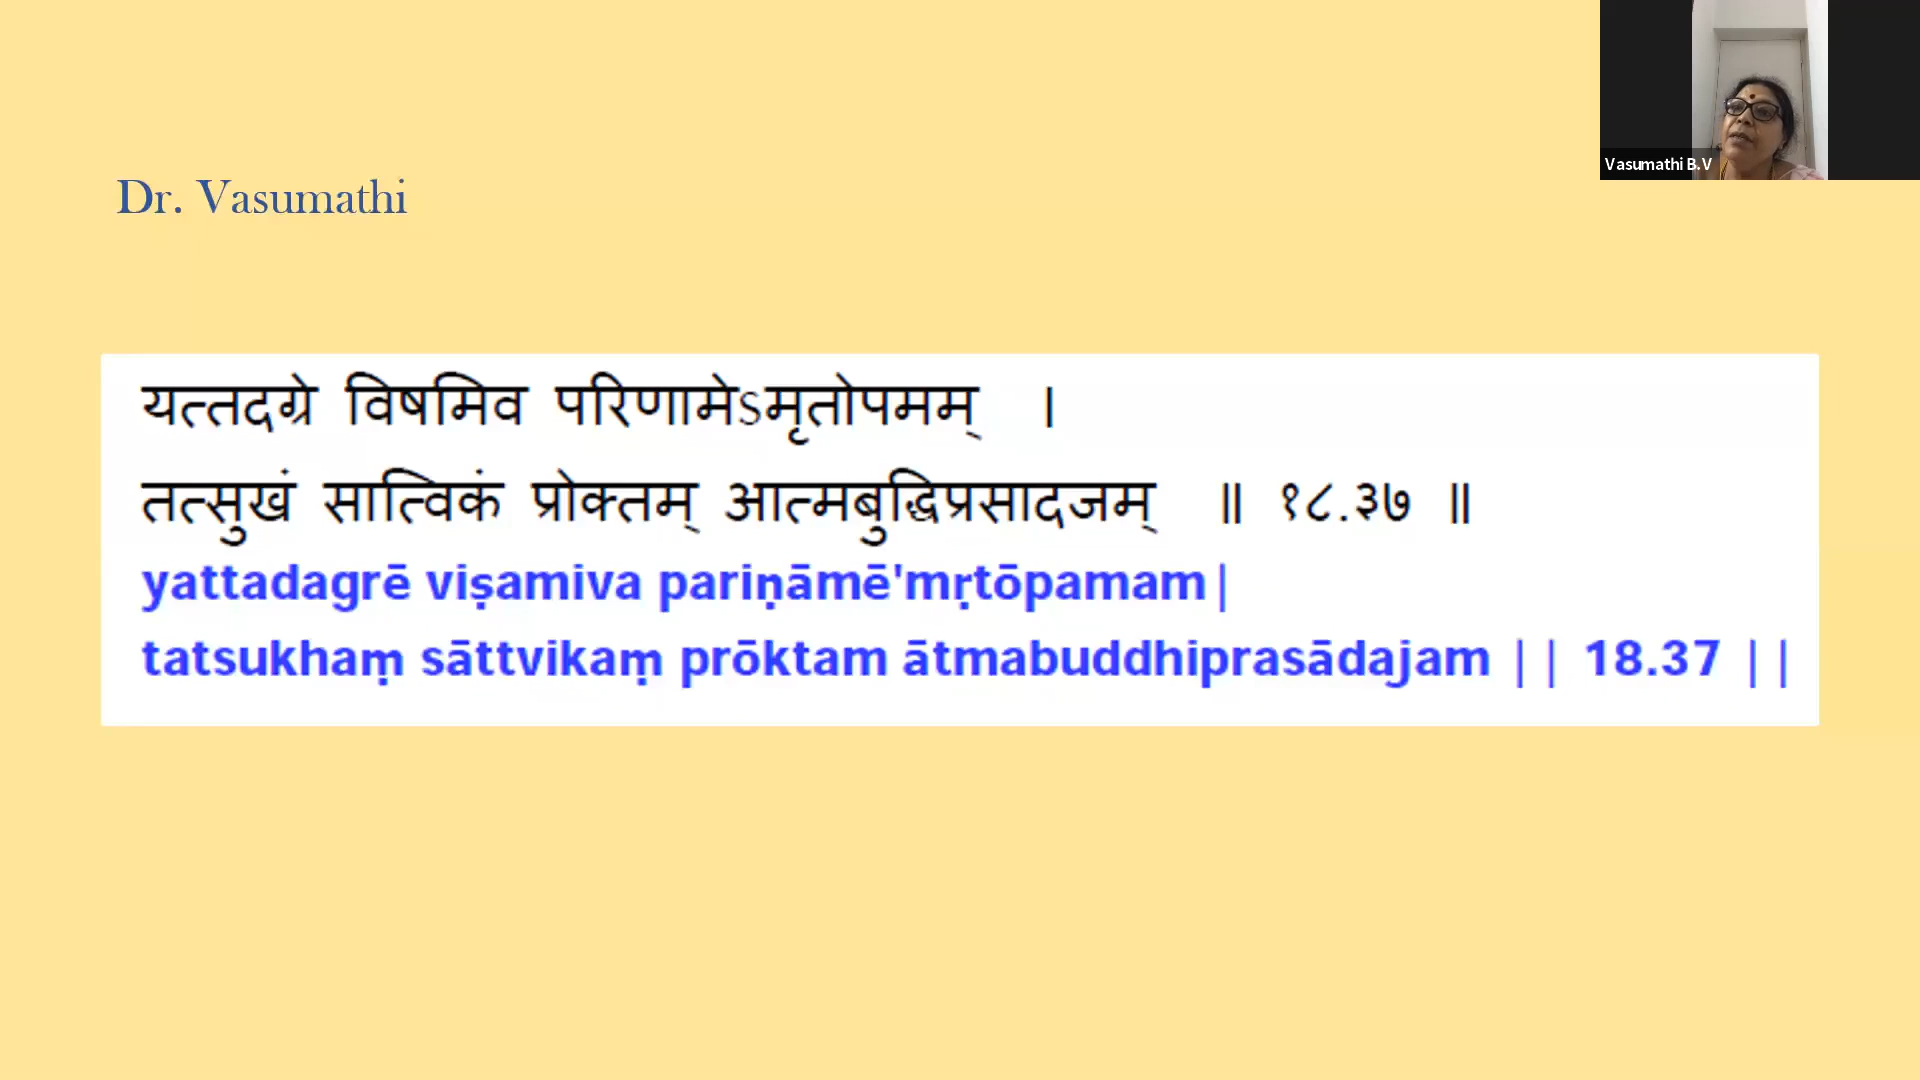 Vasumathi B.V
Dr. Vasumathi
यत्तदग्रे विषमिव परिणामेऽमृतोपमम् ।
तत्सुखं सात्त्विकं प्रोक्तम् आत्मबुद्धिप्रसादजम् ॥ १८.३७ ॥
yattadagrē viṣamiva pariṇāmē'mṛtōpamam|
tatsukhaṃ sāttvikaṃ prōktam ātmabuddhiprasādajam || 18.37 ||